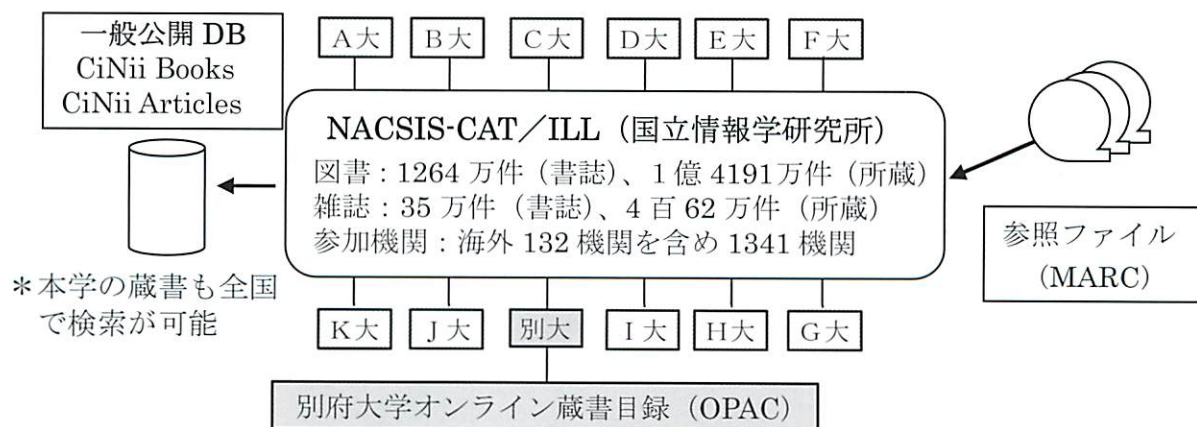 一般公開 DB
CiNii Books
CiNii Articles
A大
B大
C大
D大
E大
F大
NACSIS-CAT/ILL(国立情報学研究所)
図書:1264 万件(書誌)、1億 4191万件(所蔵)
雑誌:35 万件(書誌)、4 百 62 万件(所蔵)
参加機関:海外 132 機関を含め 1341 機関
参照ファイル
(MARC)
*本学の蔵書も全国
で検索が可能
K大
J大
別大
I大
H大
G大
別府大学オンライン蔵書目録(OPAC)